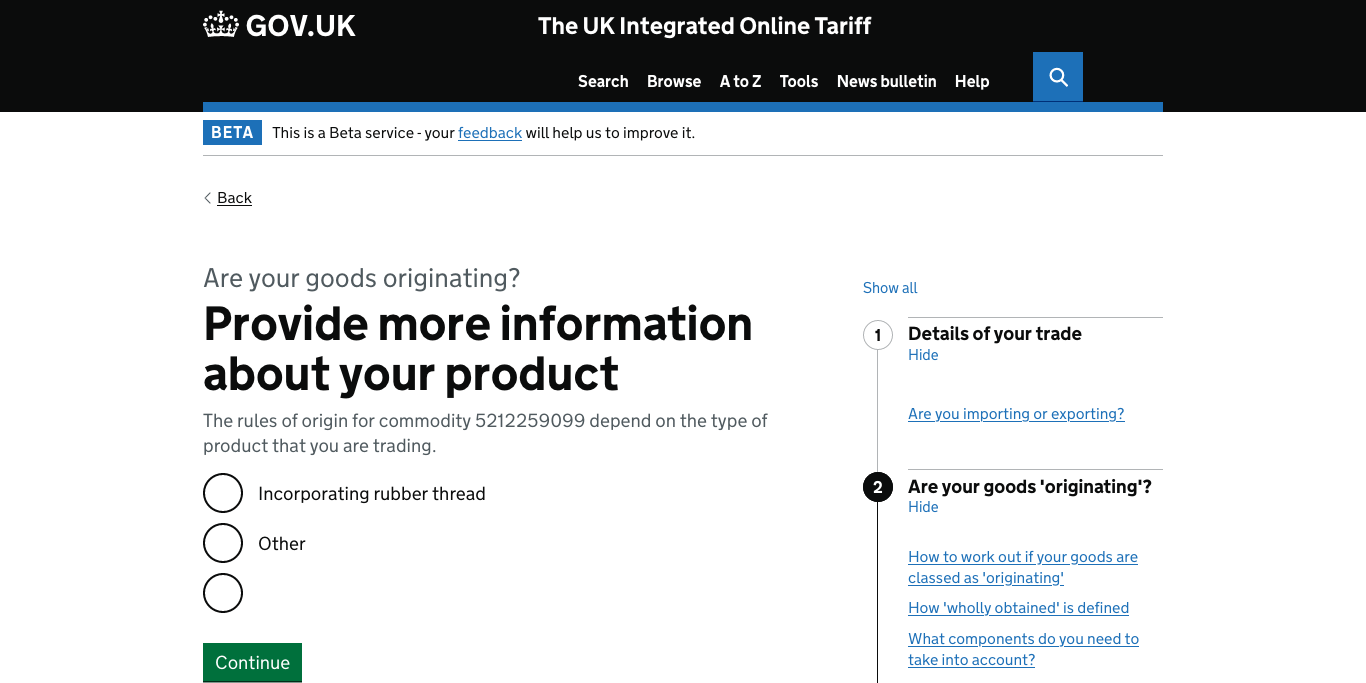 GOV.UK
The UK Integrated Online Tariff
Search Browse A to Z Tools News bulletin Help
BETA This is a Beta service - your feedback will help us to improve it.
Back
Are your goods originating?
Provide more information
about your product
The rules of origin for commodity 5212259099 depend on the type of
product that you are trading.
Incorporating rubber thread
Other
Continue
Show all
1 Details of your trade
Hide
Are you importing or exporting?
2 Are your goods 'originating'?
Hide
How to work out if your goods are
classed as 'originating'
How 'wholly obtained' is defined
What components do you need to
take into account?